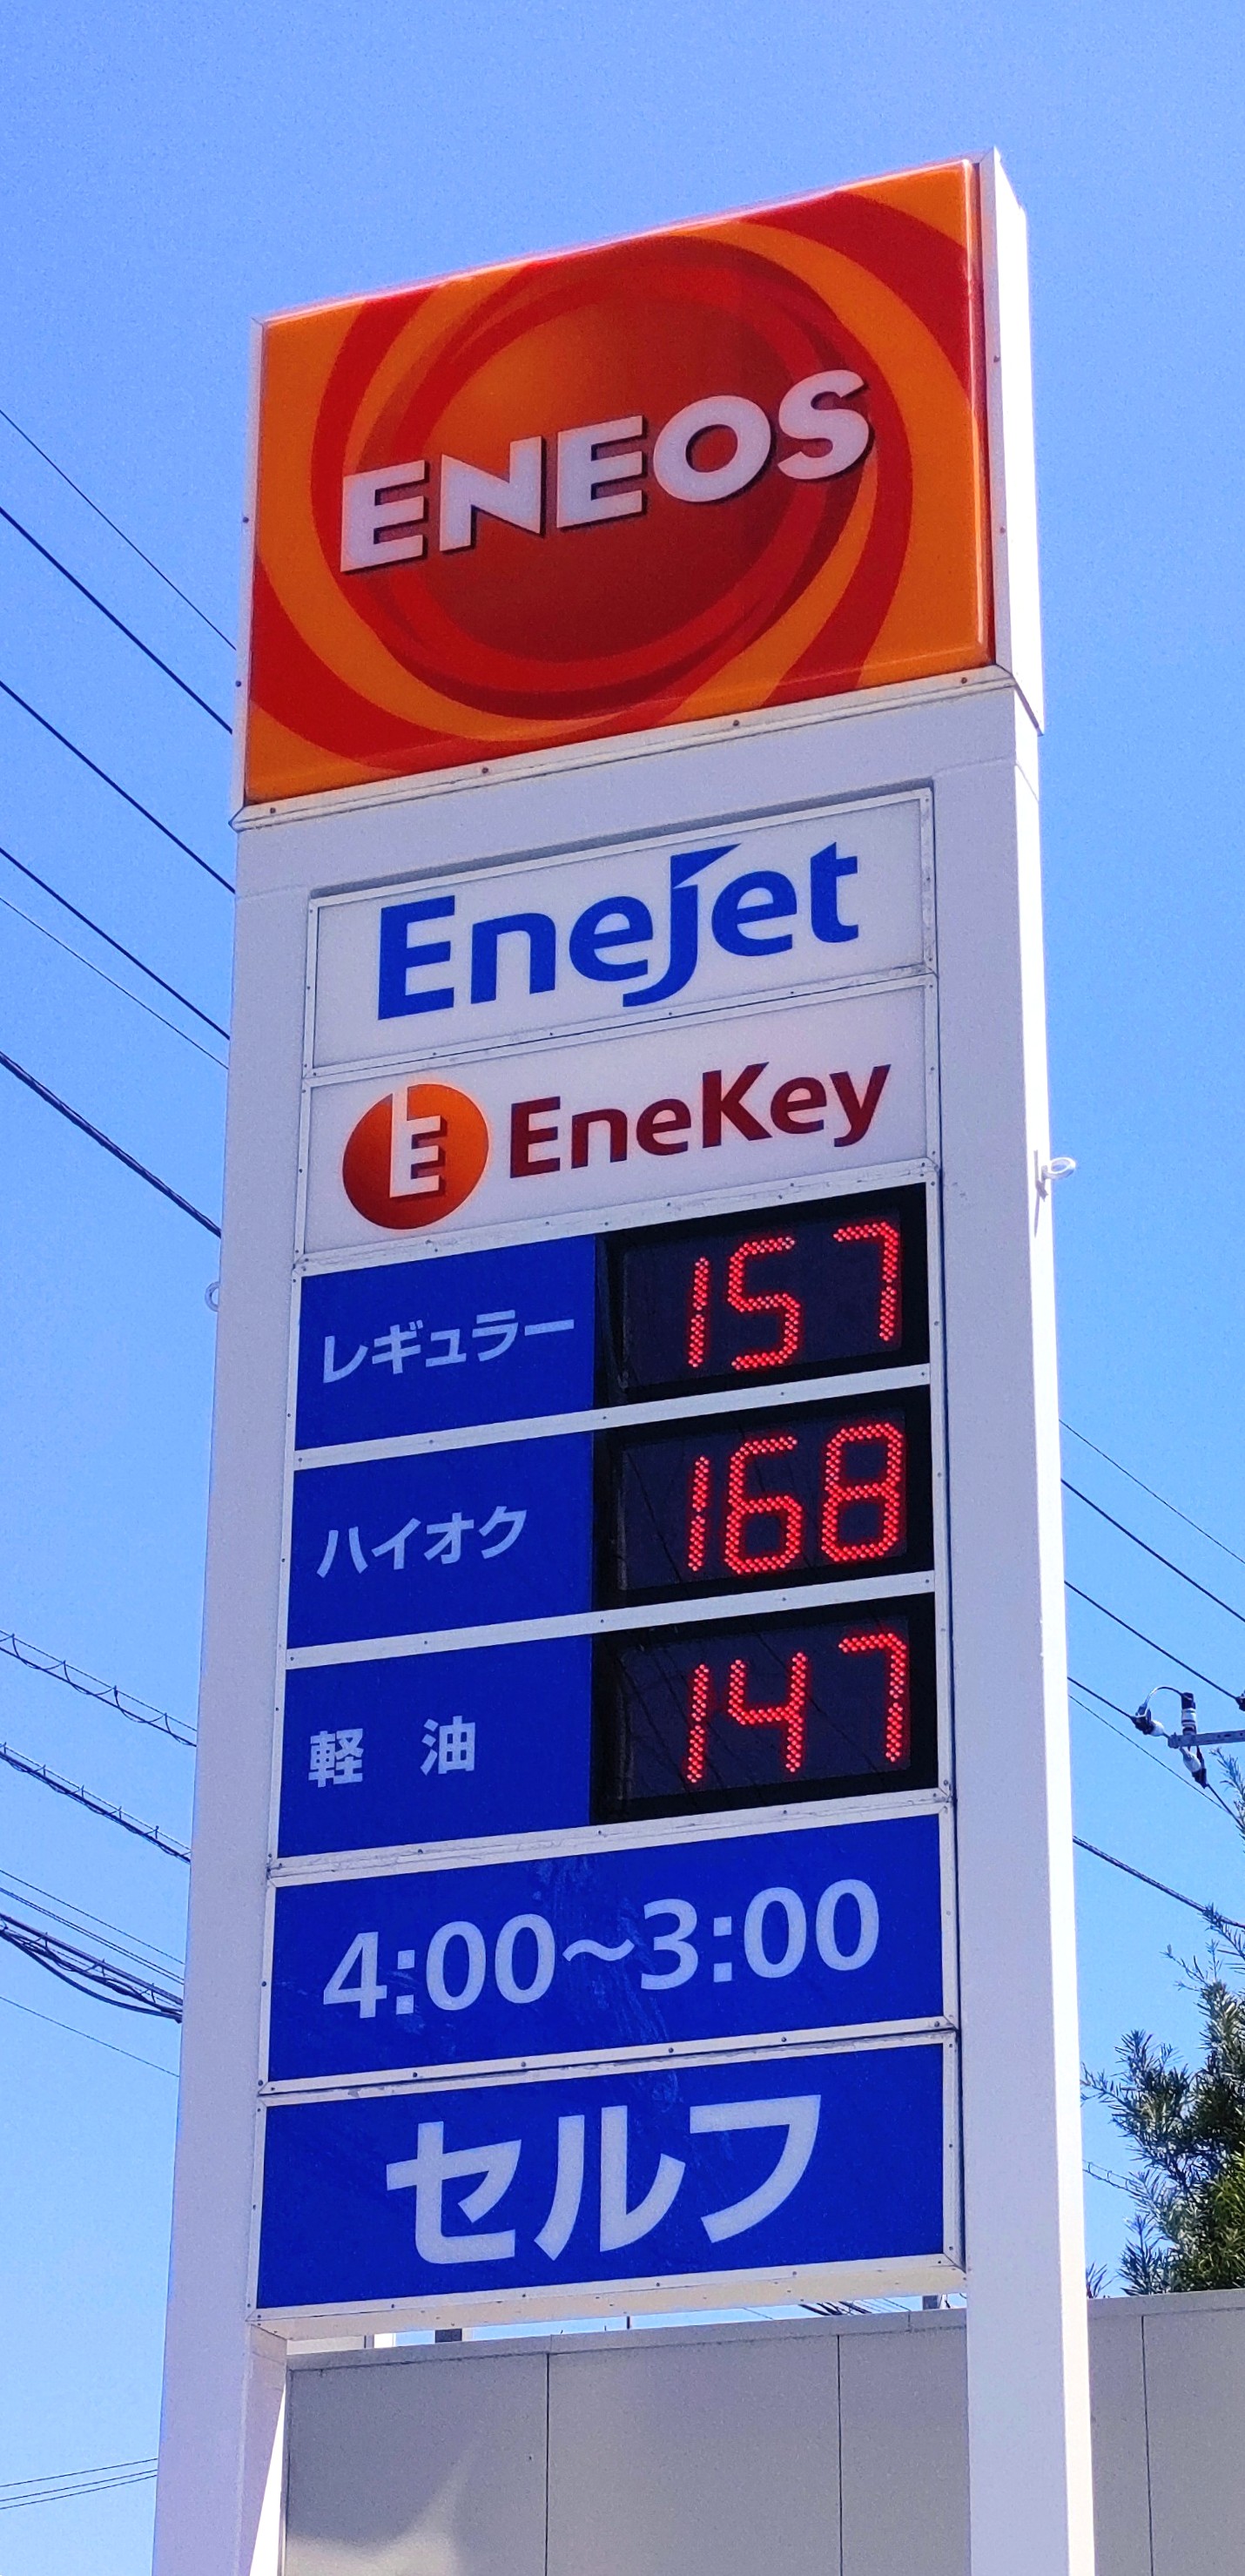 ENEOS
EneJet
E EneKey
レギュラー 157
ハイオク 168
軽油 147
4:00～3:00
セルフ